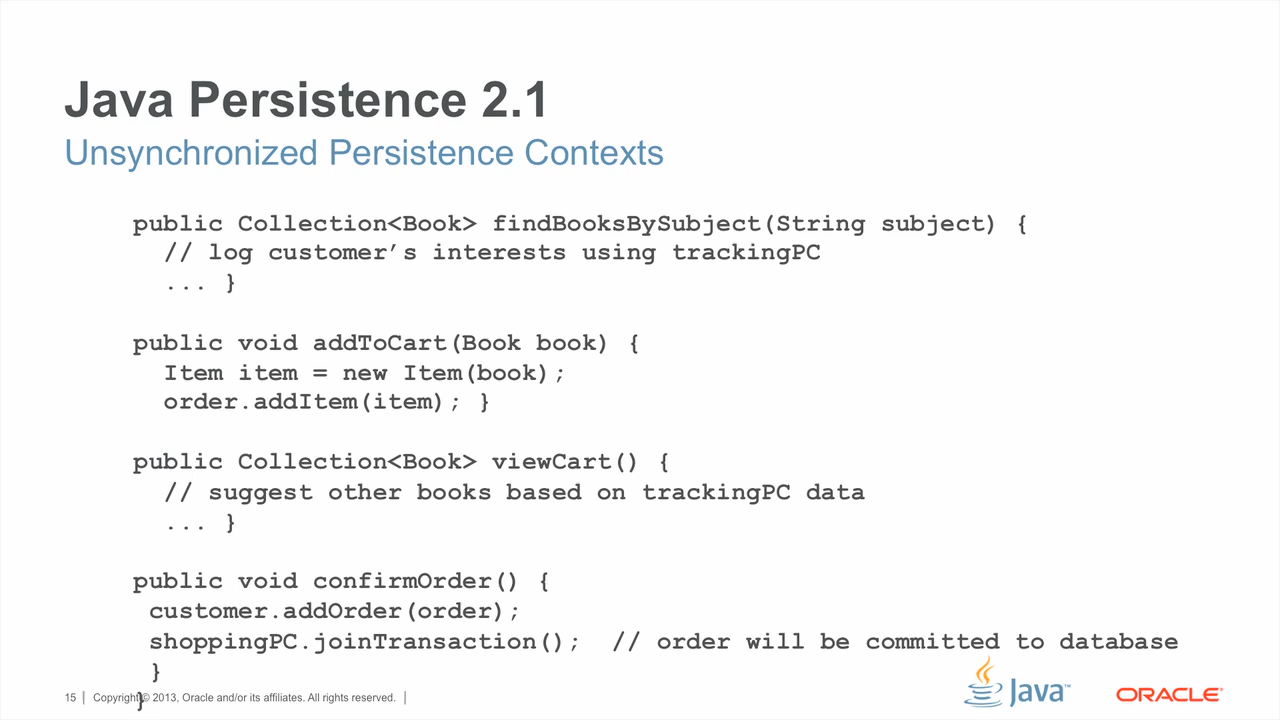 Java Persistence 2.1
Unsynchronized Persistence Contexts
public Collection<Book> findBooksBySubject(String subject) {
// log customer’s interests using trackingPC
... }
public void addToCart(Book book) {
Item item = new Item(book);
order.addItem(item); }
public Collection<Book> viewCart() {
// suggest other books based on trackingPC data
... }
public void confirmOrder() {
customer.addOrder(order);
shoppingPC.joinTransaction(); // order will be committed to database
}
}
15 | Copyright © 2013, Oracle and/or its affiliates. All rights reserved. |
Java™
ORACLE®